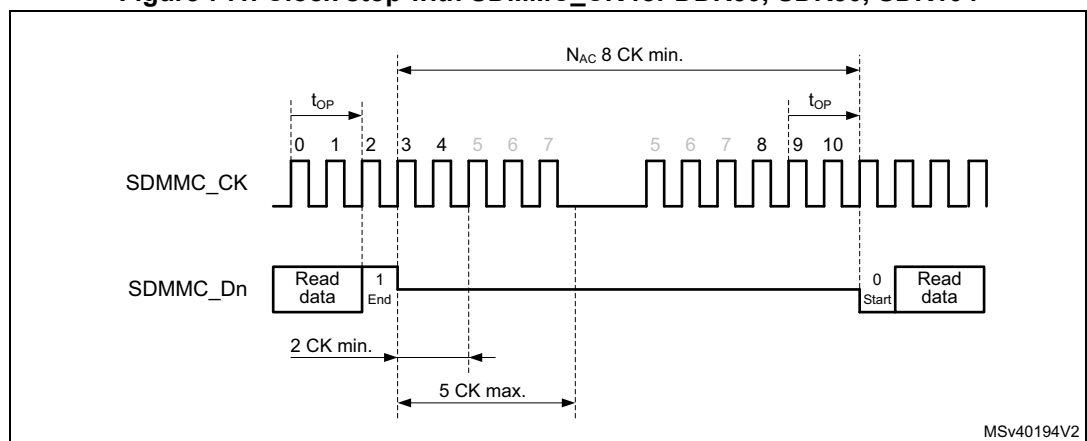 Figure 711. Clock stop with SDMMC_CK for DDR50, SDR50, SDR104
N_AC 8 CK min.
t_OP t_OP
0 1 2 3 4 5 6 7 5 6 7 8 9 10
SDMMC_CK
SDMMC_Dn Read data 1 End 0 Start Read data
2 CK min.
5 CK max.
MSv40194V2